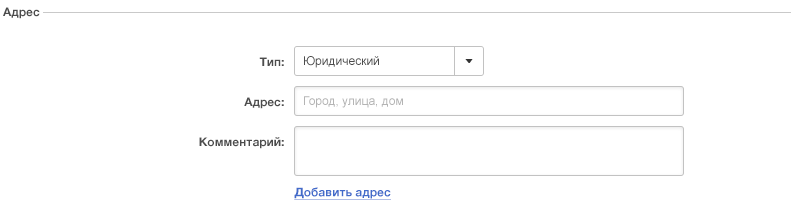 Адрес
Тип: Юридический
Адрес: Город, улица, дом
Комментарий:
Добавить адрес